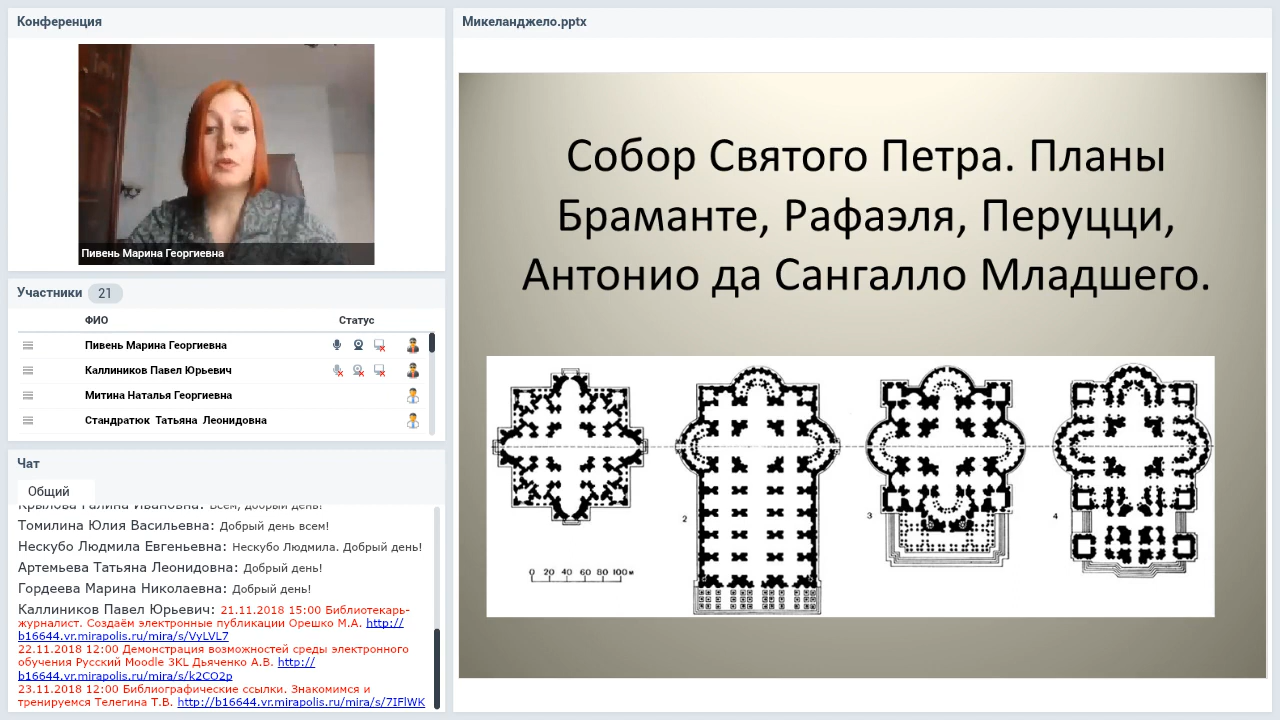 Конференция
Пивень Марина Георгиевна
Участники 21
ФИО Статус
Пивень Марина Георгиевна
Каллиников Павел Юрьевич
Митина Наталья Георгиевна
Стандратюк Татьяна Леонидовна
Чат
Общий
Крылова Галина Ивановна: Всем, добрый день!
Томилина Юлия Васильевна: Добрый день всем!
Нескубо Людмила Евгеньевна: Нескубо Людмила. Добрый день!
Артемьева Татьяна Леонидовна: Добрый день!
Гордеева Марина Николаевна: Добрый день!
Каллиников Павел Юрьевич: 21.11.2018 15:00 Библиотекарь-
журналист. Создаём электронные публикации Орешко М.А. http://
b16644.vr.mirapolis.ru/mira/s/VyLVL7
22.11.2018 12:00 Демонстрация возможностей среды электронного
обучения Русский Moodle 3KL Дьяченко А.В. http://
b16644.vr.mirapolis.ru/mira/s/k2CO2p
23.11.2018 12:00 Библиографические ссылки. Знакомимся и
тренируемся Телегина Т.В. http://b16644.vr.mirapolis.ru/mira/s/7IFlWK
Микеланджело.pptx
Собор Святого Петра. Планы
Браманте, Рафаэля, Перуцци,
Антонио да Сангалло Младшего.
2
3
4
0 20 40 60 80 100м